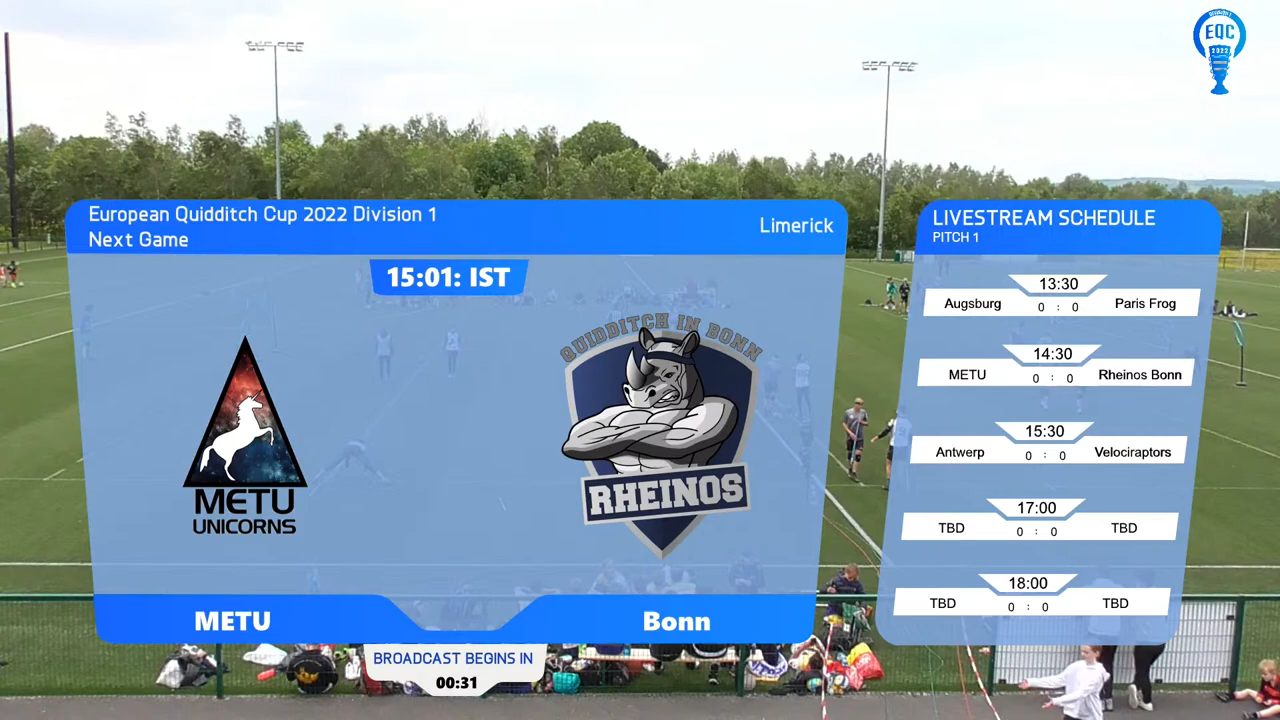 DIVISION 1
EQC
2022
European Quidditch Cup 2022 Division 1
Next Game
Limerick
15:01: IST
METU
UNICORNS
QUIDDITCH IN BONN
RHEINOS
METU
Bonn
BROADCAST BEGINS IN
00:31
LIVESTREAM SCHEDULE
PITCH 1
13:30
Augsburg 0 : 0 Paris Frog
14:30
METU 0 : 0 Rheinos Bonn
15:30
Antwerp 0 : 0 Velociraptors
17:00
TBD 0 : 0 TBD
18:00
TBD 0 : 0 TBD